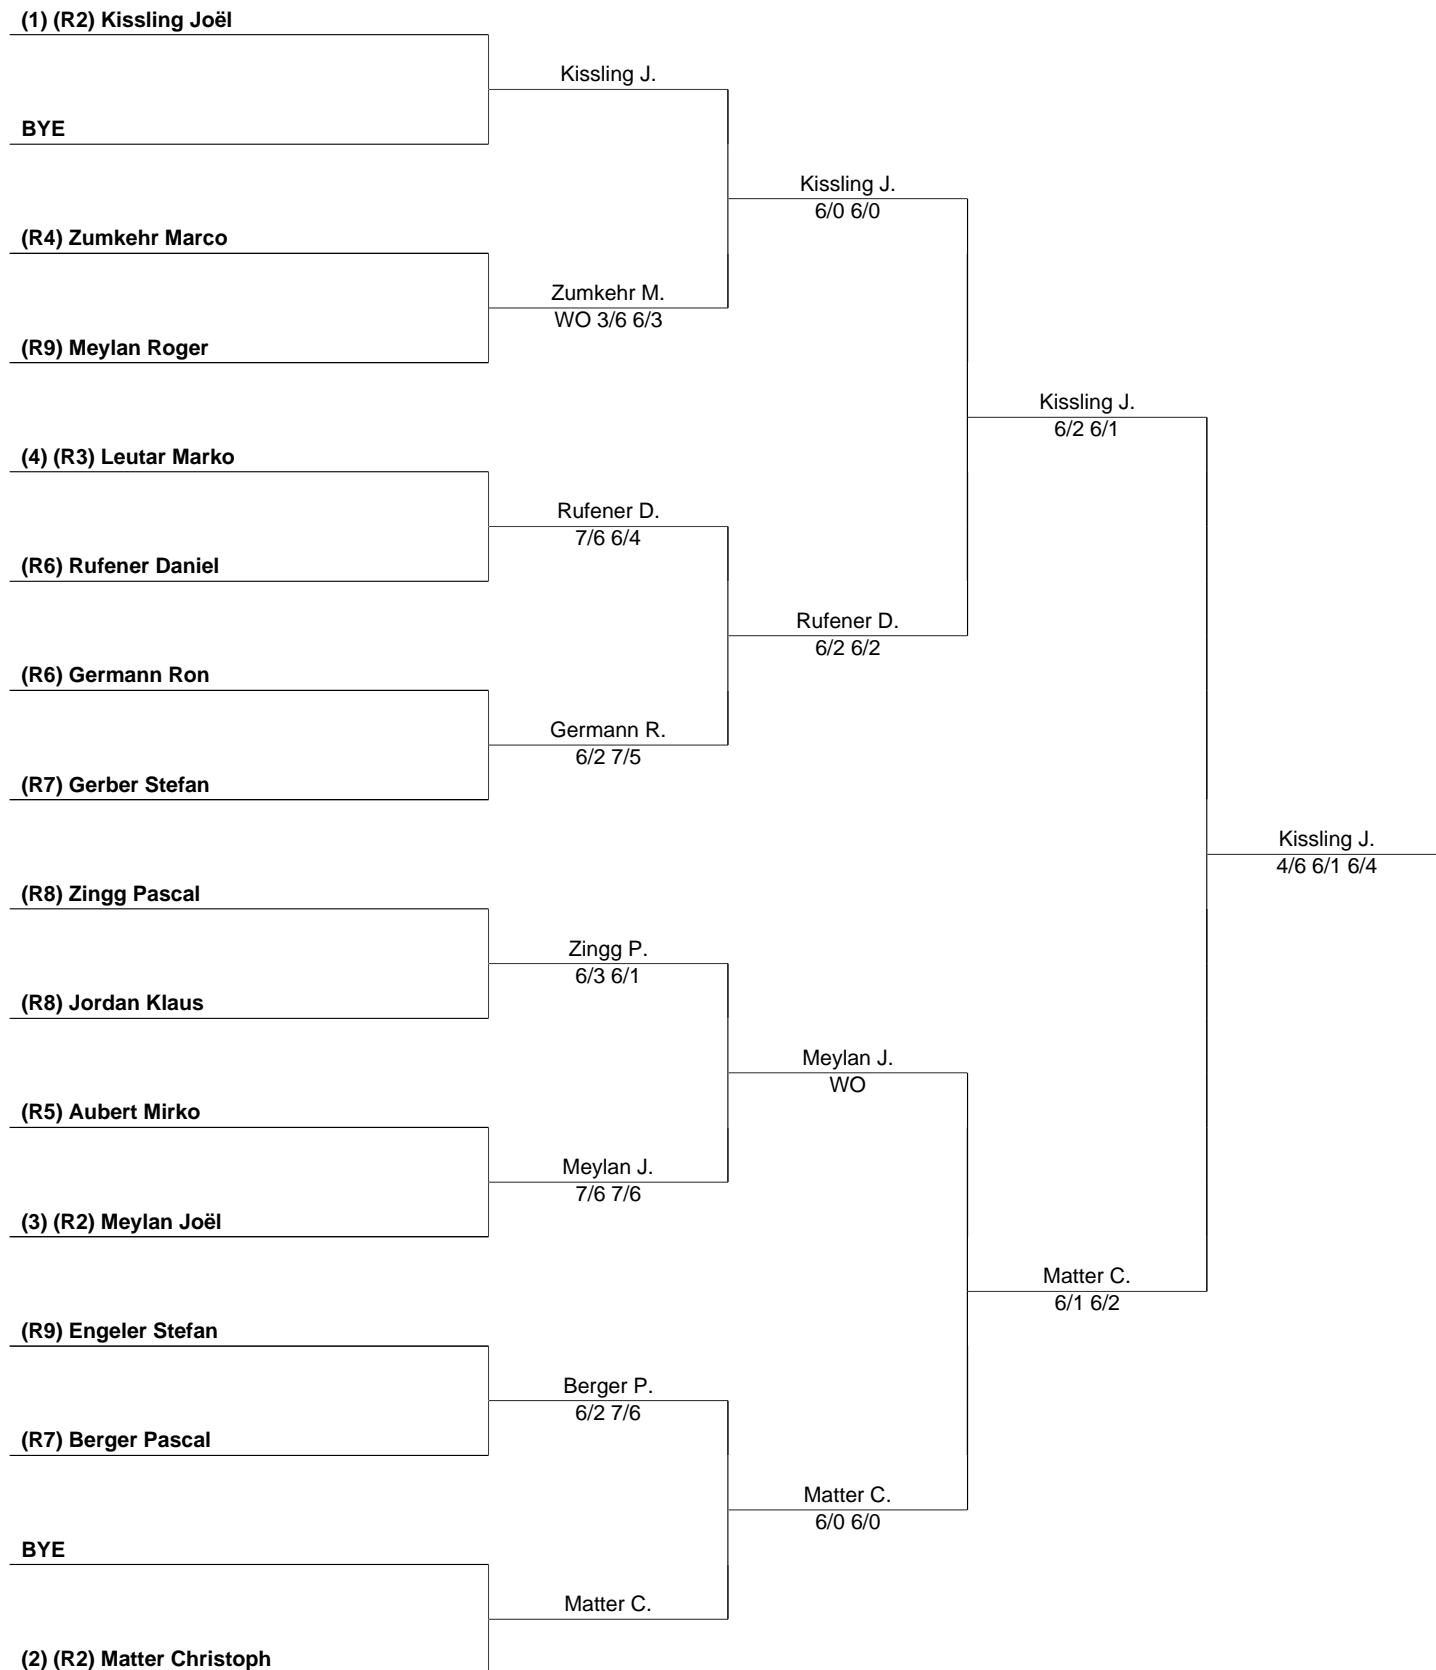 (1) (R2) Kissling Joël
Kissling J.
BYE
Kissling J.
6/0 6/0
(R4) Zumkehr Marco
Zumkehr M.
WO 3/6 6/3
(R9) Meylan Roger
Kissling J.
6/2 6/1
(4) (R3) Leutar Marko
Rufener D.
7/6 6/4
(R6) Rufener Daniel
Rufener D.
6/2 6/2
(R6) Germann Ron
Germann R.
6/2 7/5
(R7) Gerber Stefan
Kissling J.
4/6 6/1 6/4
(R8) Zingg Pascal
Zingg P.
6/3 6/1
(R8) Jordan Klaus
Meylan J.
WO
(R5) Aubert Mirko
Meylan J.
7/6 7/6
(3) (R2) Meylan Joël
Matter C.
6/1 6/2
(R9) Engeler Stefan
Berger P.
6/2 7/6
(R7) Berger Pascal
Matter C.
6/0 6/0
BYE
Matter C.
(2) (R2) Matter Christoph